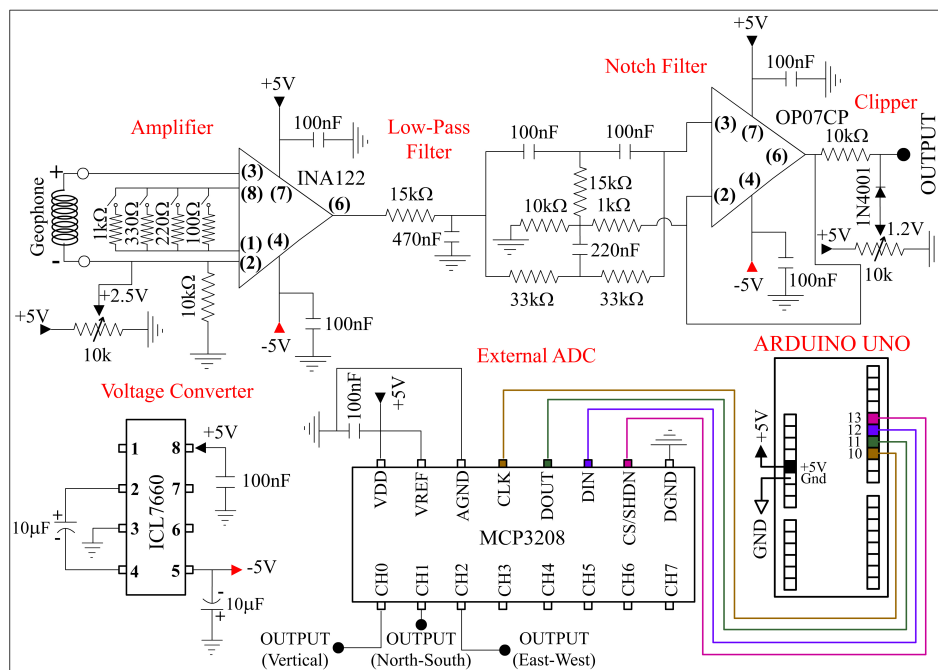 Amplifier
Geophone
+
-
1kΩ
330Ω
220Ω
100Ω
(3)
(8)
(1)
(2)
(7)
(4)
(6)
+5V
100nF
INA122
-5V
100nF
+2.5V
+5V
10k
10kΩ
Low-Pass
Filter
15kΩ
470nF
Notch Filter
100nF
100nF
15kΩ
10kΩ
1kΩ
220nF
33kΩ
33kΩ
+5V
100nF
(3)
(7)
(6)
(4)
(2)
OP07CP
-5V
100nF
Clipper
10kΩ
OUTPUT
1N4001
+5V
1.2V
10k
Voltage Converter
ICL7660
1
2
3
4
8
7
6
5
+5V
100nF
10µF
+
-
-5V
10µF
-
+
External ADC
100nF
+5V
VDD
VREF
AGND
CLK
DOUT
DIN
CS/SHDN
DGND
MCP3208
CH0
CH1
CH2
CH3
CH4
CH5
CH6
CH7
OUTPUT
(Vertical)
OUTPUT
(North-South)
OUTPUT
(East-West)
ARDUINO UNO
13
12
11
10
+5V
+5V
Gnd
GND